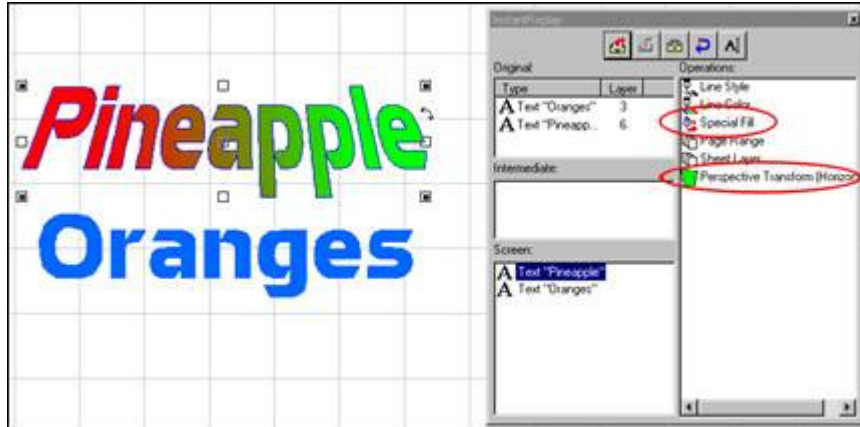 Pineapple
Oranges
InstantReplay
A
Original:
Operations:
Type Layer
A Text "Oranges" 3
A Text "Pineapp... 6
Intermediate:
Screen:
A Text "Pineapple"
A Text "Oranges"
Line Style
Line Color
Special Fill
Page Range
Sheet Layer
Perspective Transform (Horizon